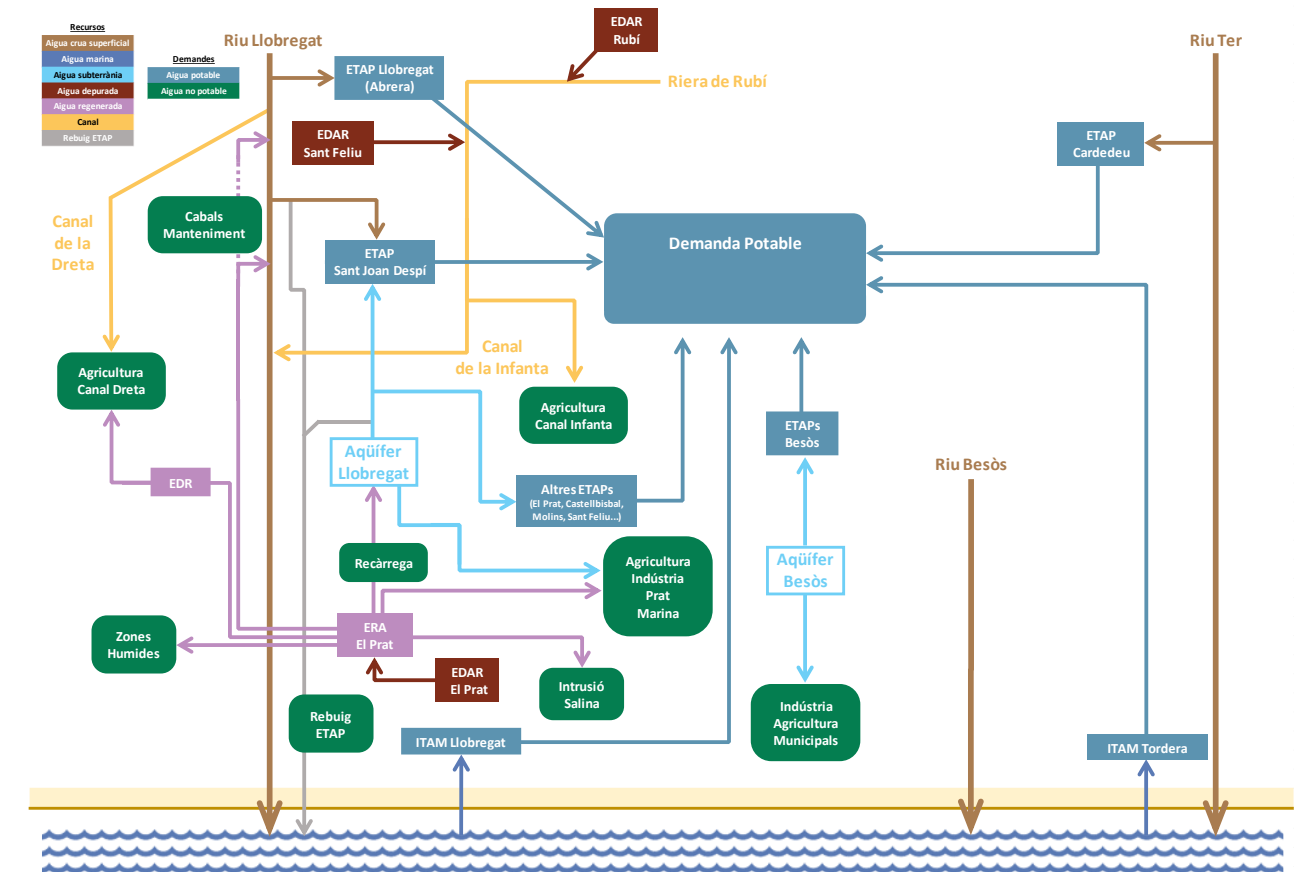 Recursos
Aigua crua superficial
Aigua marina
Aigua subterrània
Aigua depurada
Aigua regenerada
Canal
Rebuig ETAP
Demandes
Aigua potable
Aigua no potable
Riu Llobregat
EDAR
Rubí
Riu Ter
ETAP Llobregat
(Abrera)
Riera de Rubí
EDAR
Sant Feliu
ETAP
Cardedeu
Cabals
Manteniment
Canal
de la
Dreta
ETAP
Sant Joan Despí
Demanda Potable
Canal
de la Infanta
Agricultura
Canal Dreta
Agricultura
Canal Infanta
ETAPs
Besòs
Aqüífer
Llobregat
Riu Besòs
EDR
Altres ETAPs
(El Prat, Castellbisbal,
Molins, Sant Feliu...)
Recàrrega
Agricultura
Indústria
Prat
Marina
Aqüífer
Besòs
ERA
El Prat
Zones
Humides
EDAR
El Prat
Intrusió
Salina
Rebuig
ETAP
Indústria
Agricultura
Municipals
ITAM Llobregat
ITAM Tordera